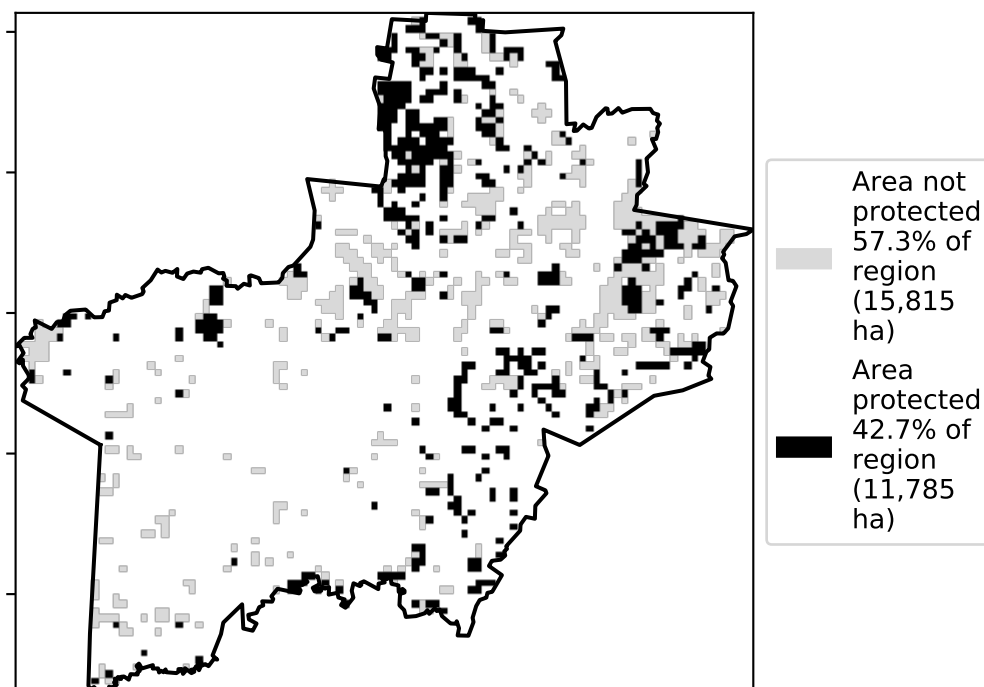 Area not
protected
57.3% of
region
(15,815
ha)
Area
protected
42.7% of
region
(11,785
ha)